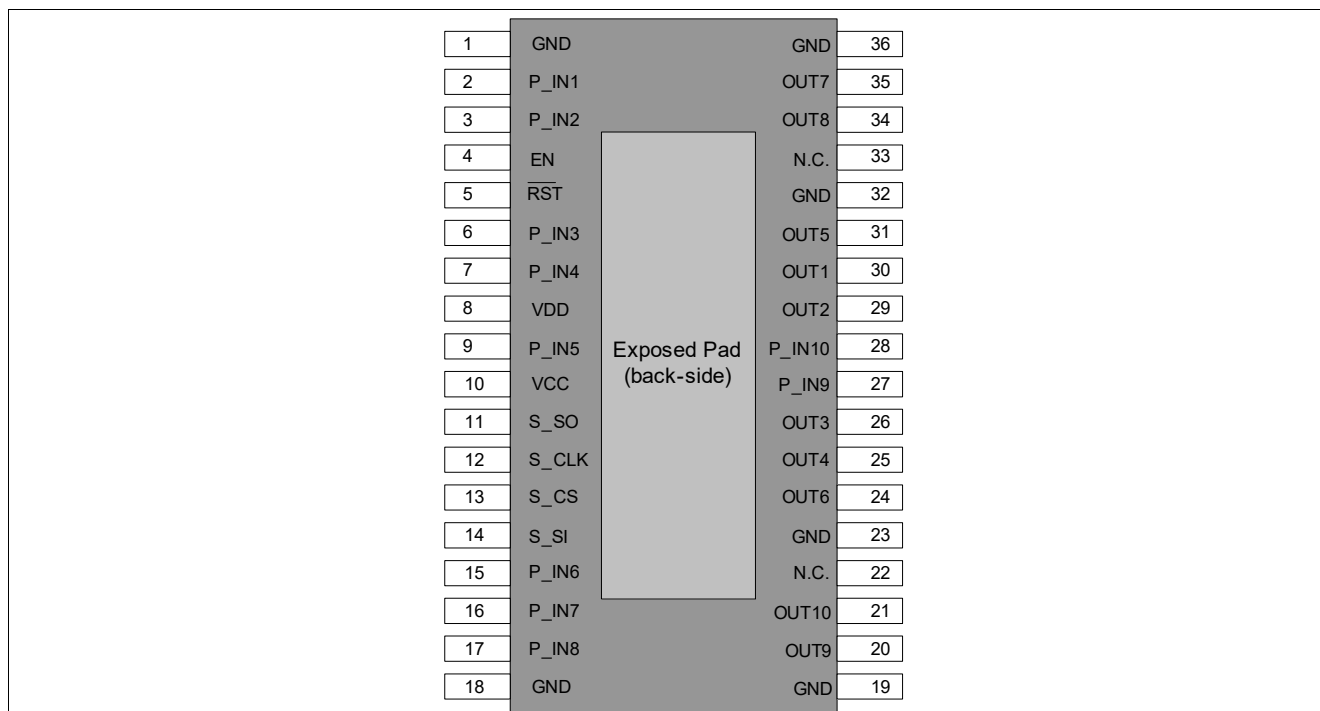 1 GND GND 36
2 P_IN1 OUT7 35
3 P_IN2 OUT8 34
4 EN N.C. 33
5 RST GND 32
6 P_IN3 OUT5 31
7 P_IN4 OUT1 30
8 VDD OUT2 29
9 P_IN5 Exposed Pad P_IN10 28
(back-side)
10 VCC P_IN9 27
11 S_SO OUT3 26
12 S_CLK OUT4 25
13 S_CS OUT6 24
14 S_SI GND 23
15 P_IN6 N.C. 22
16 P_IN7 OUT10 21
17 P_IN8 OUT9 20
18 GND GND 19